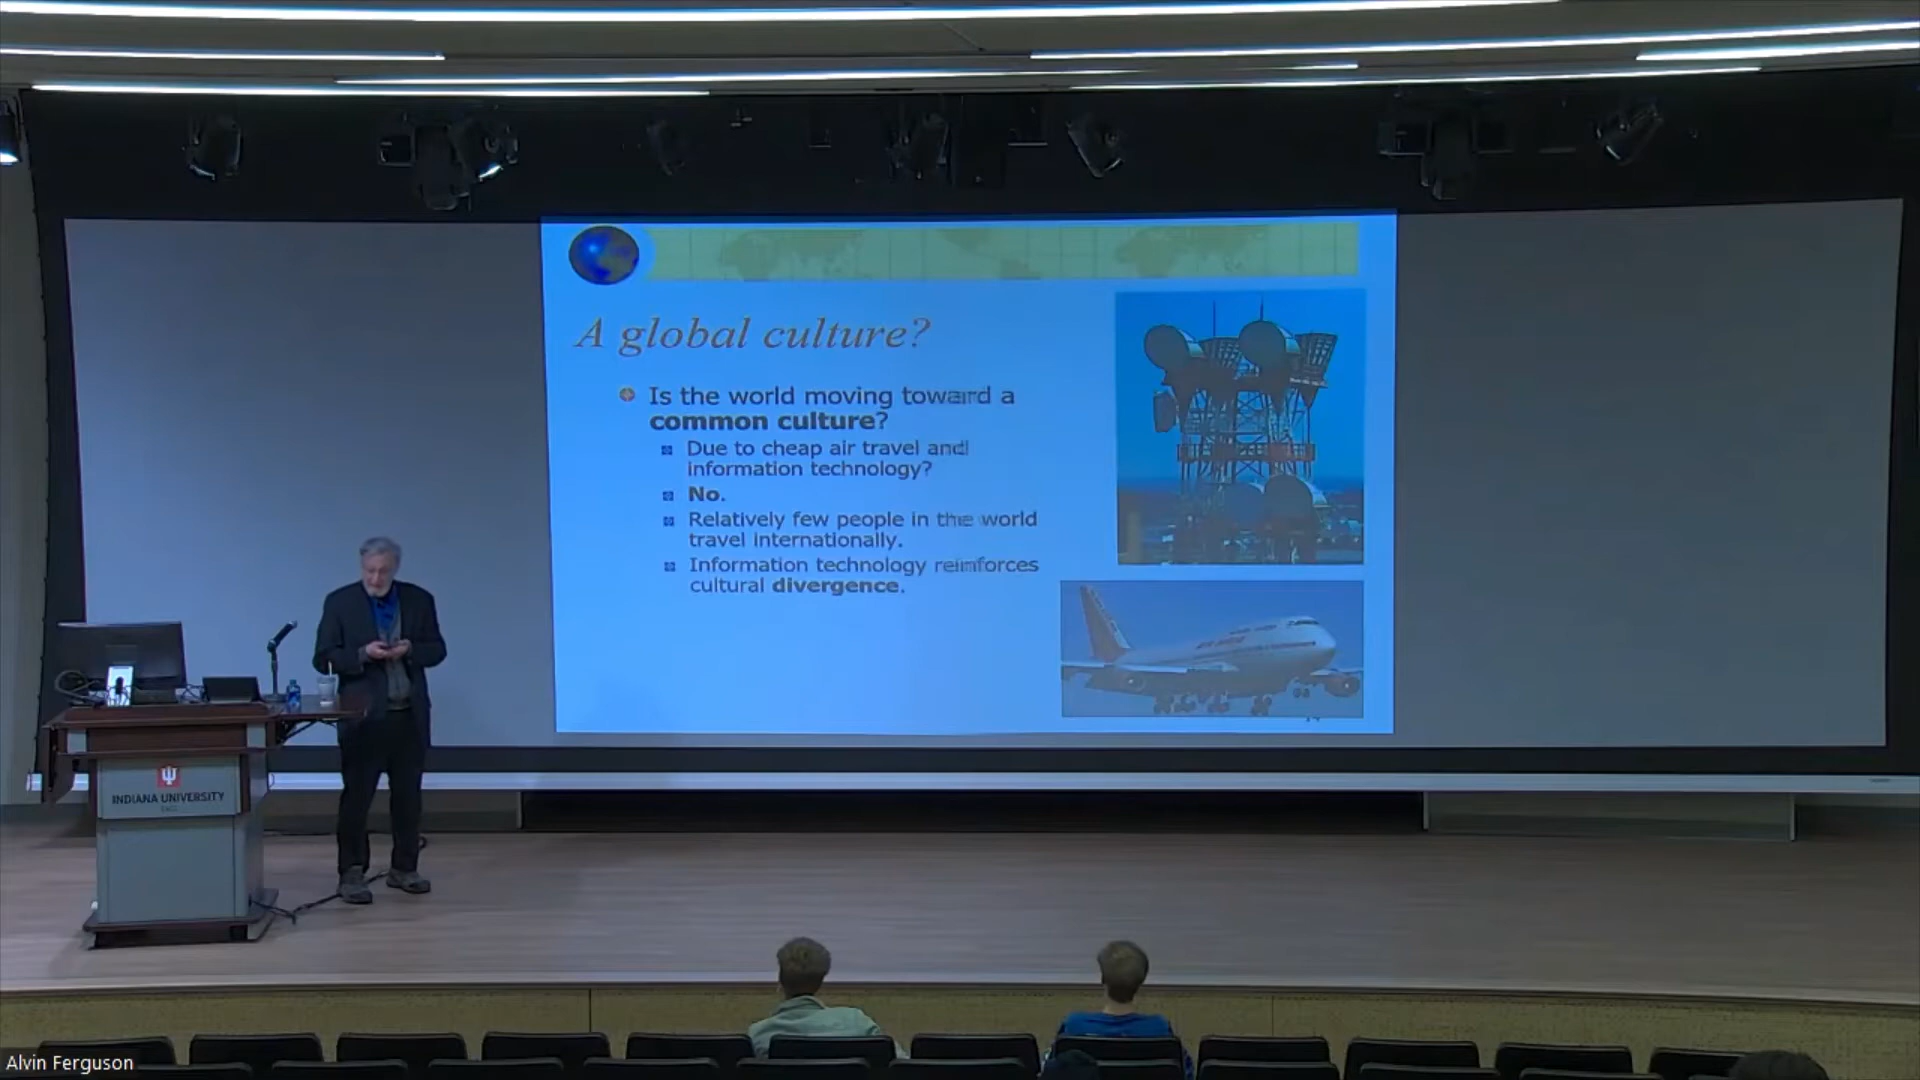 A global culture?
Is the world moving toward a
common culture?
Due to cheap air travel and
information technology?
No.
Relatively few people in the world
travel internationally.
Information technology reinforces
cultural divergence.
INDIANA UNIVERSITY
Alvin Ferguson